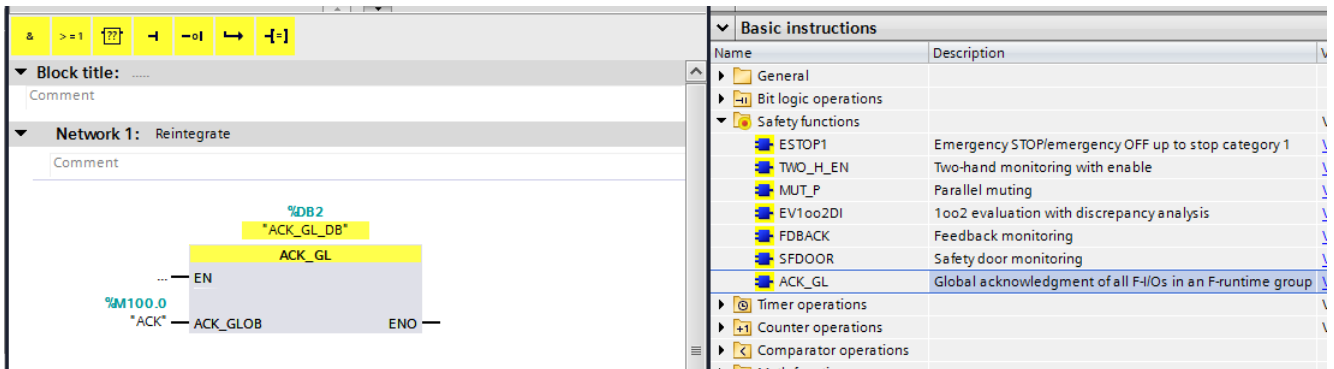 & >=1 ?? -[=]
Block title: .....
Comment
Network 1: Reintegrate
Comment
%DB2
"ACK_GL_DB"
ACK_GL
... EN
%M100.0
"ACK" ACK_GLOB ENO
Basic instructions
Name Description V
General
Bit logic operations
Safety functions V
ESTOP1 Emergency STOP/emergency OFF up to stop category 1 V
TWO_H_EN Two-hand monitoring with enable V
MUT_P Parallel muting V
EV1oo2DI 1oo2 evaluation with discrepancy analysis V
FDBACK Feedback monitoring V
SFDOOR Safety door monitoring V
ACK_GL Global acknowledgment of all F-I/Os in an F-runtime group V
Timer operations V
Counter operations V
Comparator operations